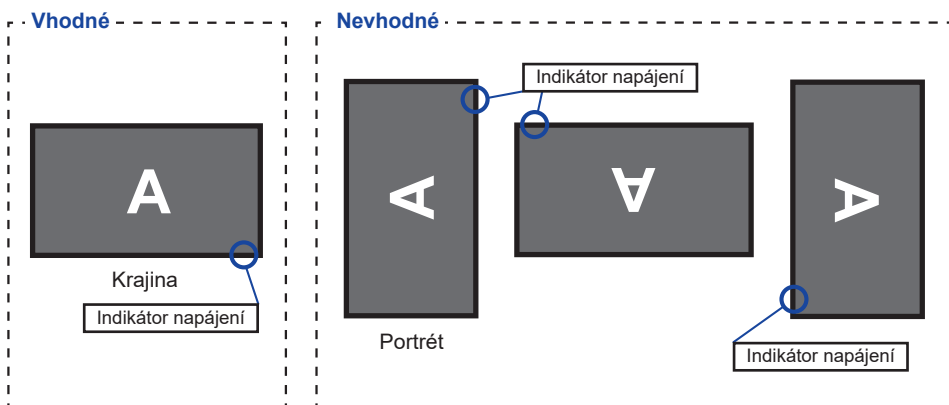 Vhodné
Nevhodné
Indikátor napájení
A
A
A
A
Krajina
Indikátor napájení
Portrét
Indikátor napájení